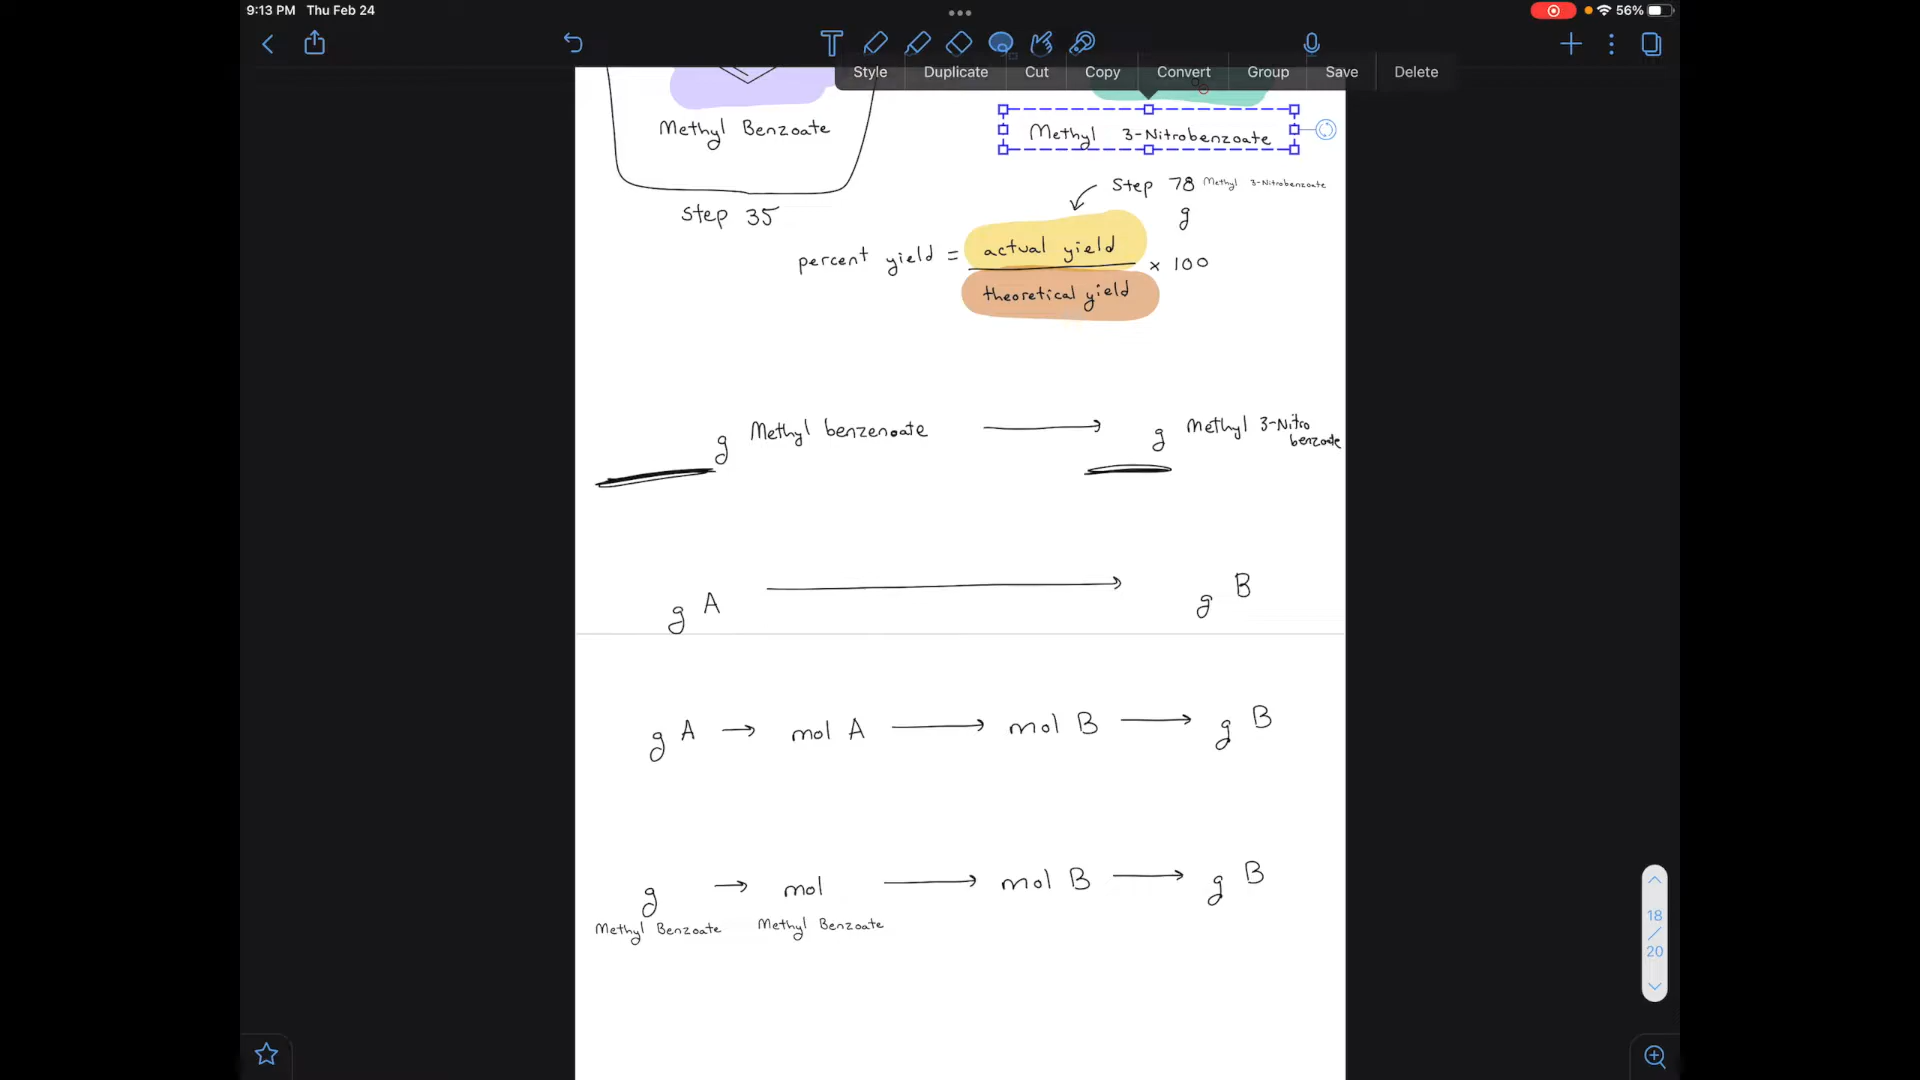 9:13 PM Thu Feb 24
56%
Style Duplicate Cut Copy Convert Group Save Delete
Methyl Benzoate
Methyl 3-Nitrobenzoate
Step 35
Step 78 Methyl 3-Nitrobenzoate
g
percent yield = actual yield
theoretical yield
× 100
g Methyl benzenoate → g Methyl 3-Nitro
benzoate
g A → g B
g A → mol A → mol B → g B
g → mol → mol B → g B
Methyl Benzoate Methyl Benzoate
18
/
20